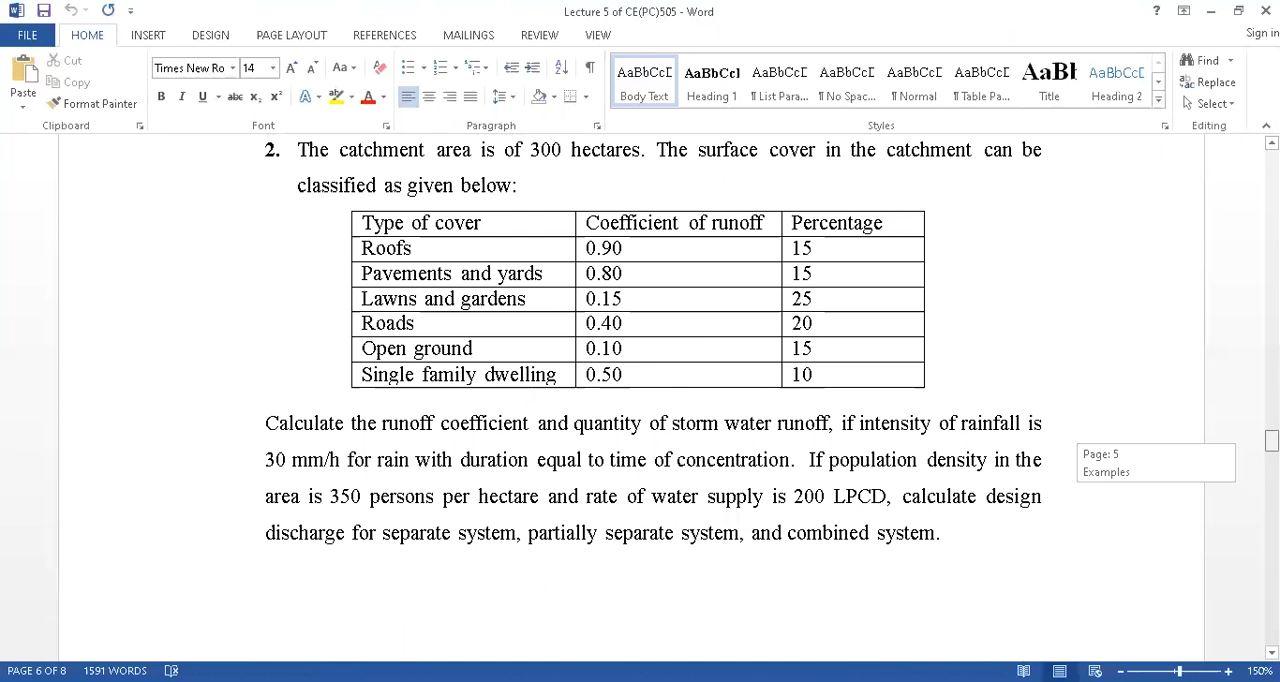 Lecture 5 of CE(PC)505 - Word
Sign in
FILE HOME INSERT DESIGN PAGE LAYOUT REFERENCES MAILINGS REVIEW VIEW
Paste
Cut
Copy
Format Painte
Clipboard
Times New Ro 14
Font
Paragraph
AaBbCcI AaBbCcl AaBbCcI AaBbCcI AaBbCcI AaBbCcI AaBl AaBbCcI
Body Text Heading 1 ¶ List Para... ¶ No Spac... ¶ Normal ¶ Table Pa... Title Heading 2
Styles
Find
Replace
Select
Editing
2. The catchment area is of 300 hectares. The surface cover in the catchment can be
classified as given below:
Type of cover Coefficient of runoff Percentage
Roofs 0.90 15
Pavements and yards 0.80 15
Lawns and gardens 0.15 25
Roads 0.40 20
Open ground 0.10 15
Single family dwelling 0.50 10
Calculate the runoff coefficient and quantity of storm water runoff, if intensity of rainfall is
30 mm/h for rain with duration equal to time of concentration. If population density in the
area is 350 persons per hectare and rate of water supply is 200 LPCD, calculate design
discharge for separate system, partially separate system, and combined system.
Page: 5
Examples
PAGE 6 OF 8 1591 WORDS
150%